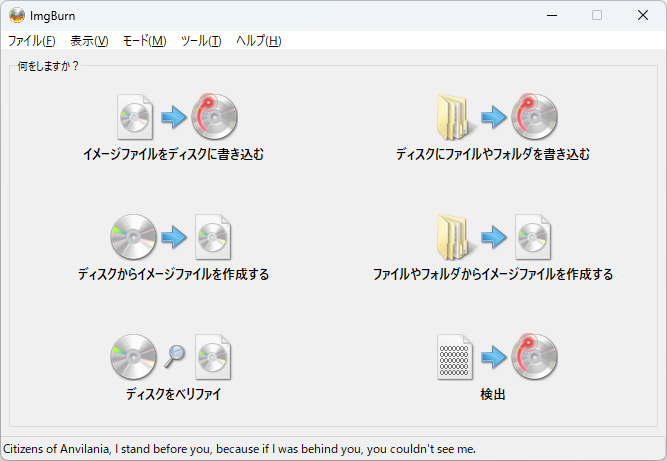 ImgBurn
ファイル(F) 表示(V) モード(M) ツール(T) ヘルプ(H)
何をしますか？
イメージファイルをディスクに書き込む ディスクにファイルやフォルダを書き込む
ディスクからイメージファイルを作成する ファイルやフォルダからイメージファイルを作成する
ディスクをベリファイ 検出
Citizens of Anvilania, I stand before you, because if I was behind you, you couldn't see me.